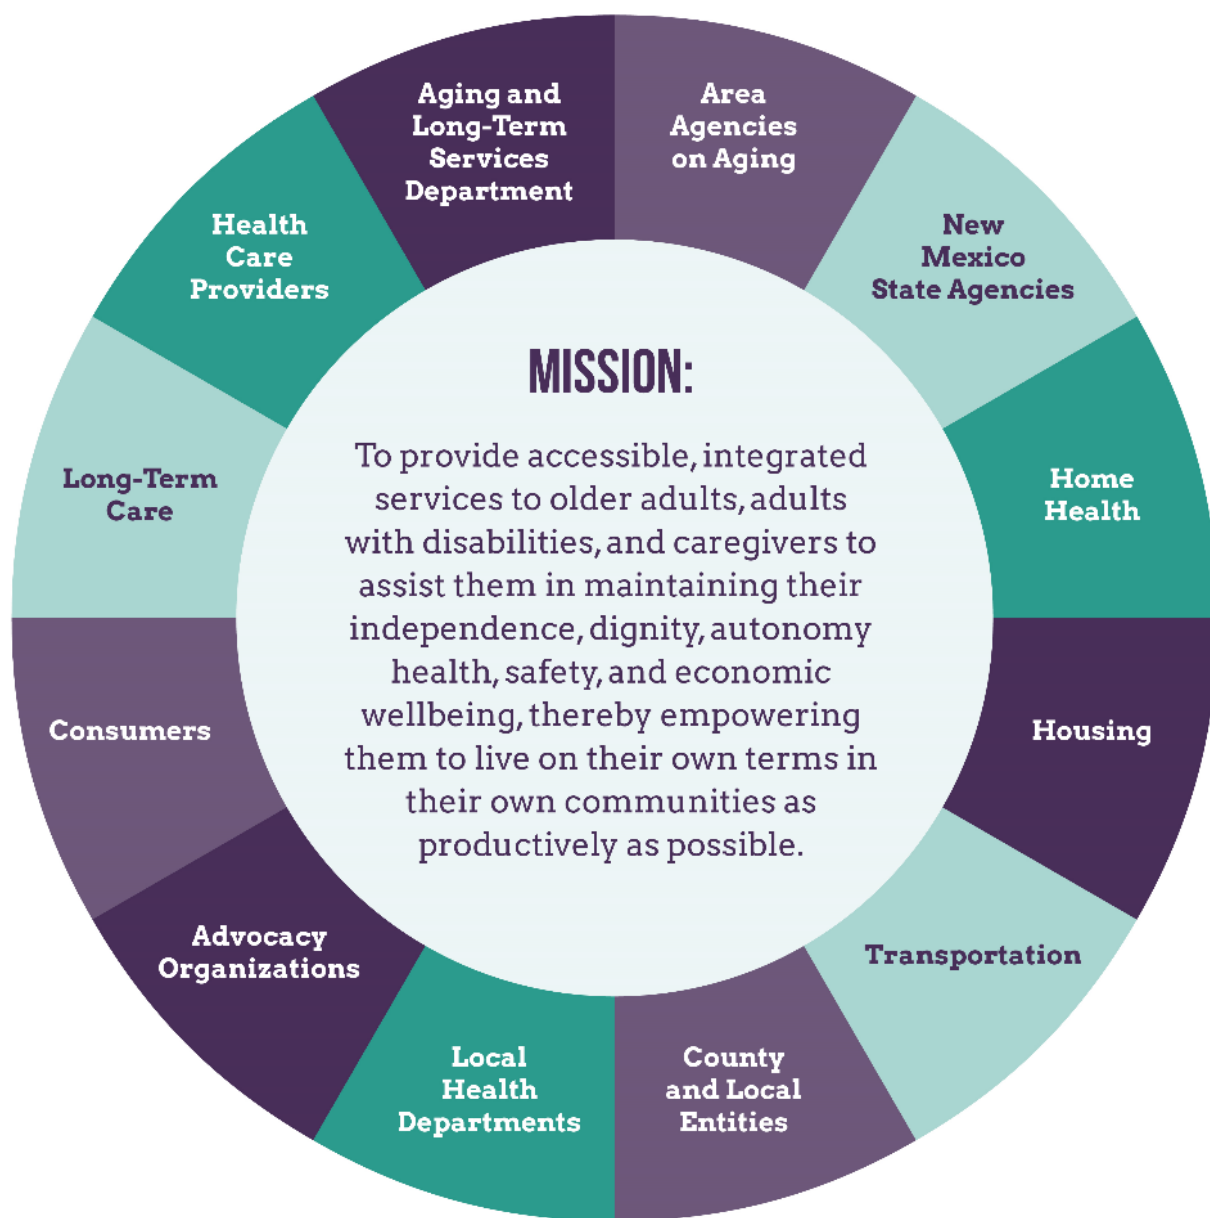 Aging and
Long-Term
Services
Department
Area
Agencies
on Aging
New
Mexico
State Agencies
Home
Health
Housing
Transportation
County
and Local
Entities
Local
Health
Departments
Advocacy
Organizations
Consumers
Long-Term
Care
Health
Care
Providers
MISSION:
To provide accessible, integrated
services to older adults, adults
with disabilities, and caregivers to
assist them in maintaining their
independence, dignity, autonomy
health, safety, and economic
wellbeing, thereby empowering
them to live on their own terms in
their own communities as
productively as possible.